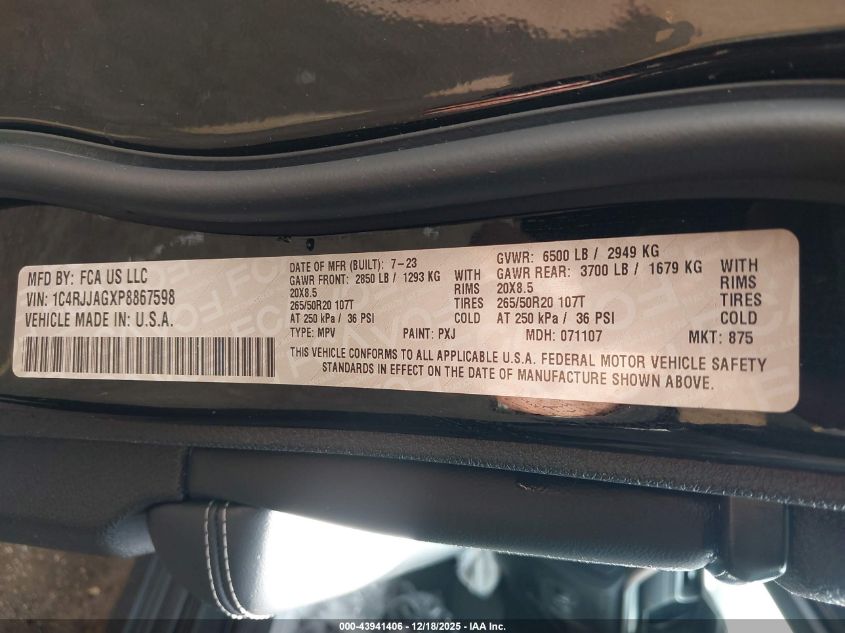 MFD BY: FCA US LLC
VIN: 1C4RJJAGXP8867598
VEHICLE MADE IN: U.S.A.
DATE OF MFR (BUILT): 7-23
GAWR FRONT: 2850 LB / 1293 KG WITH
20X8.5 RIMS
265/50R20 107T TIRES
AT 250 kPa / 36 PSI COLD
TYPE: MPV PAINT: PXJ
GVWR: 6500 LB / 2949 KG
GAWR REAR: 3700 LB / 1679 KG WITH
20X8.5 RIMS
265/50R20 107T TIRES
AT 250 kPa / 36 PSI COLD
MDH: 071107 MKT: 875
THIS VEHICLE CONFORMS TO ALL APPLICABLE U.S.A. FEDERAL MOTOR VEHICLE SAFETY
STANDARDS IN EFFECT ON THE DATE OF MANUFACTURE SHOWN ABOVE.
000-43941406 - 12/18/2025 - IAA Inc.